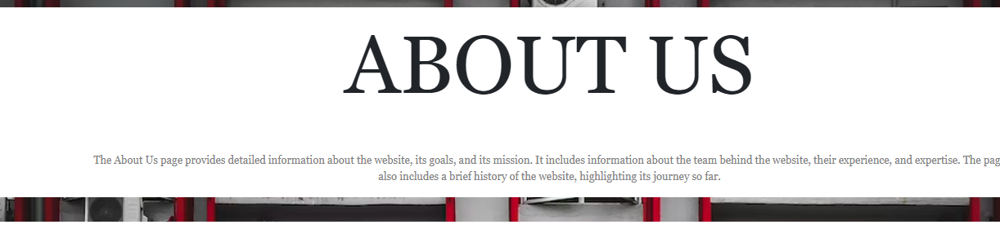 ABOUT US
The About Us page provides detailed information about the website, its goals, and its mission. It includes information about the team behind the website, their experience, and expertise. The pag
also includes a brief history of the website, highlighting its journey so far.